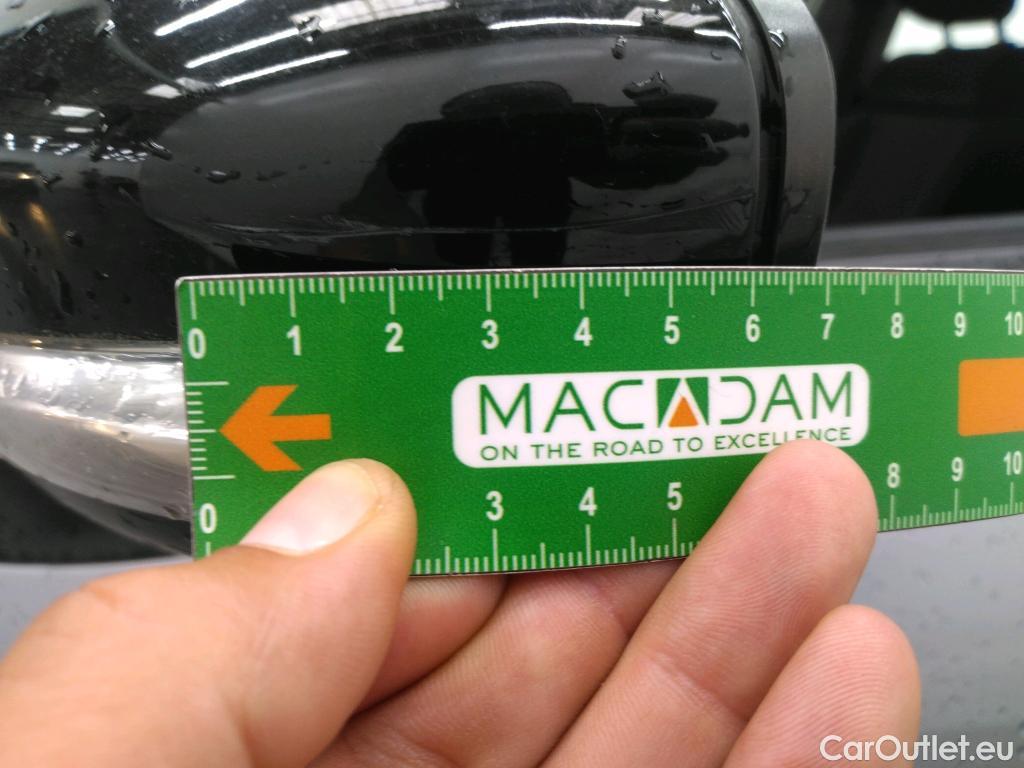 0 1 2 3 4 5 6 7 8 9 10
MACADAM
ON THE ROAD TO EXCELLENCE
0 3 4 5 8 9 10
CarOutlet.eu